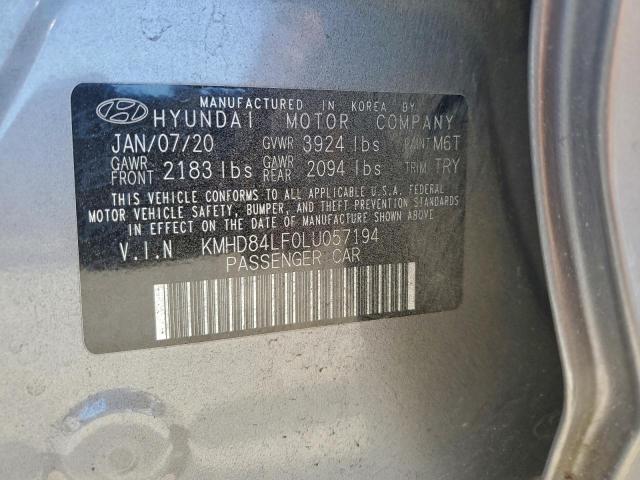 MANUFACTURED IN KOREA BY
HYUNDAI MOTOR COMPANY
JAN/07/20 GVWR 3924 lbs PAINT M6T
GAWR FRONT 2183 lbs GAWR REAR 2094 lbs TRIM TRY
THIS VEHICLE CONFORMS TO ALL APPLICABLE U.S.A. FEDERAL
MOTOR VEHICLE SAFETY, BUMPER, AND THEFT PREVENTION STANDARDS
IN EFFECT ON THE DATE OF MANUFACTURE SHOWN ABOVE.
V.I.N KMHD84LF0LU057194
PASSENGER CAR